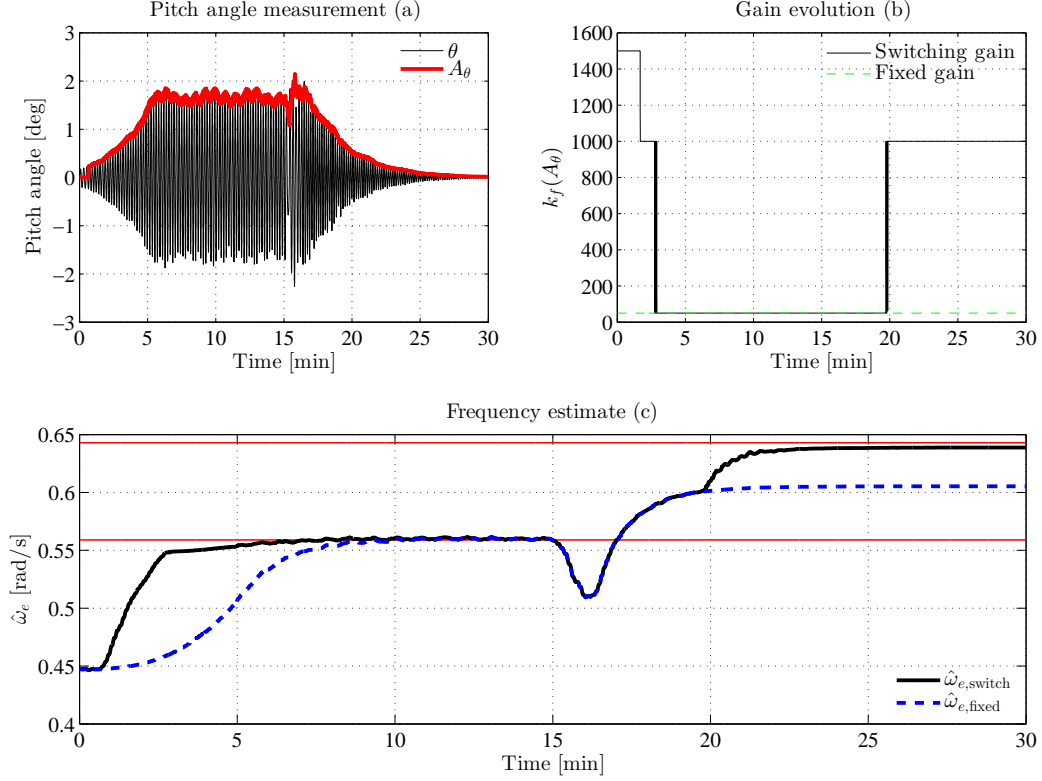 Pitch angle measurement (a)
Pitch angle [deg]
3
2
1
0
−1
−2
−3
θ
A_θ
0 5 10 15 20 25 30
Time [min]
Gain evolution (b)
k_f(A_θ)
1600
1400
1200
1000
800
600
400
200
0
Switching gain
Fixed gain
0 5 10 15 20 25 30
Time [min]
Frequency estimate (c)
ω̂_e [rad/s]
0.65
0.6
0.55
0.5
0.45
0.4
ω̂_{e,switch}
ω̂_{e,fixed}
0 5 10 15 20 25 30
Time [min]